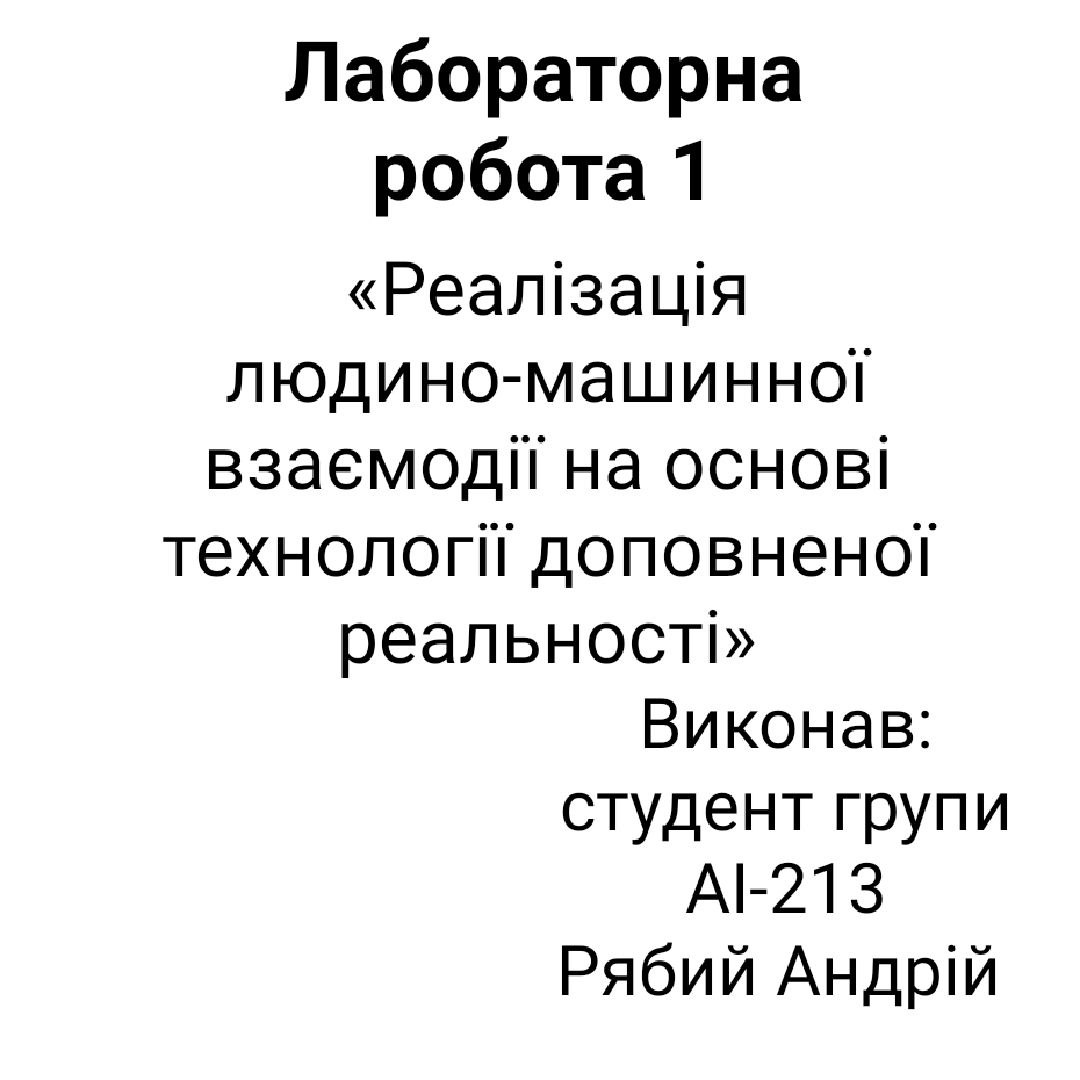 Лабораторна
робота 1
«Реалізація
людино-машинної
взаємодії на основі
технології доповненої
реальності»
Виконав:
студент групи
АІ-213
Рябий Андрій